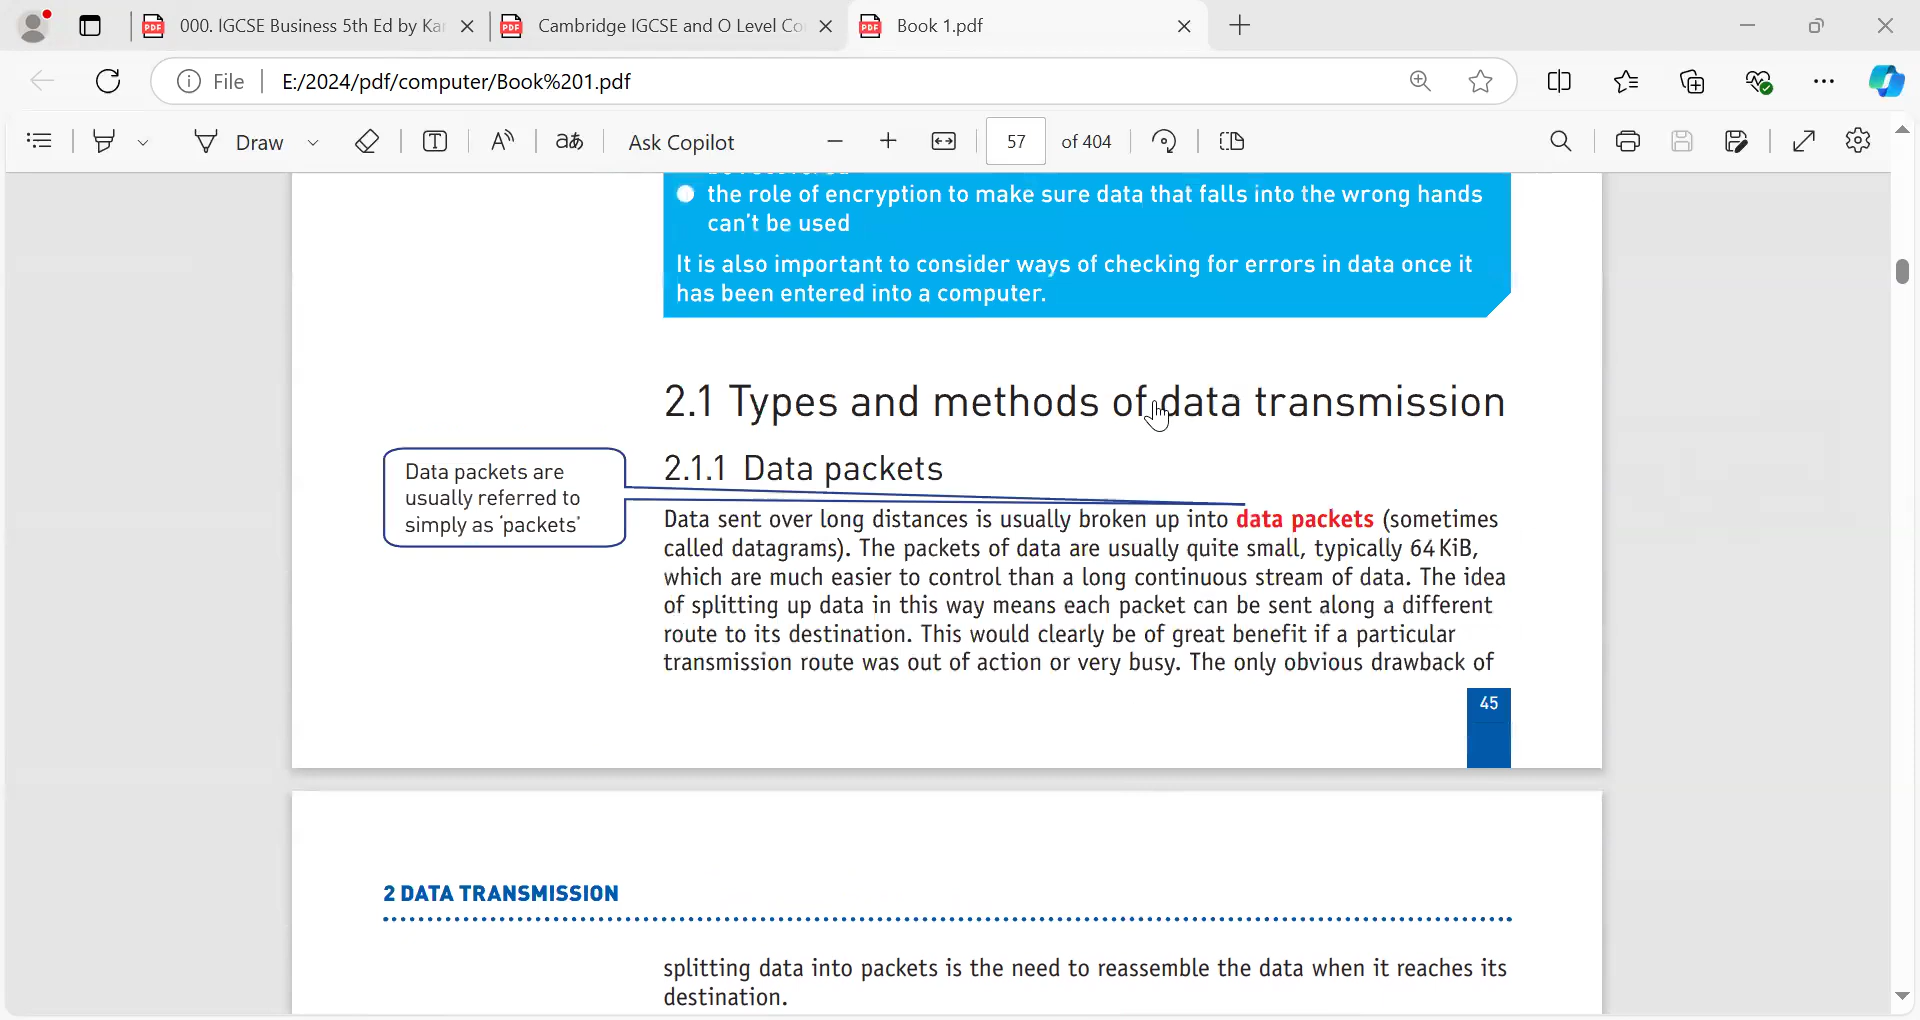 000. IGCSE Business 5th Ed by Kar
Cambridge IGCSE and O Level Co
Book 1.pdf
File
E:/2024/pdf/computer/Book%201.pdf
Draw
Ask Copilot
57
of 404
the role of encryption to make sure data that falls into the wrong hands
can't be used
It is also important to consider ways of checking for errors in data once it
has been entered into a computer.
2.1 Types and methods of data transmission
2.1.1 Data packets
Data packets are
usually referred to
simply as 'packets'
Data sent over long distances is usually broken up into data packets (sometimes
called datagrams). The packets of data are usually quite small, typically 64 KiB,
which are much easier to control than a long continuous stream of data. The idea
of splitting up data in this way means each packet can be sent along a different
route to its destination. This would clearly be of great benefit if a particular
transmission route was out of action or very busy. The only obvious drawback of
45
2 DATA TRANSMISSION
splitting data into packets is the need to reassemble the data when it reaches its
destination.